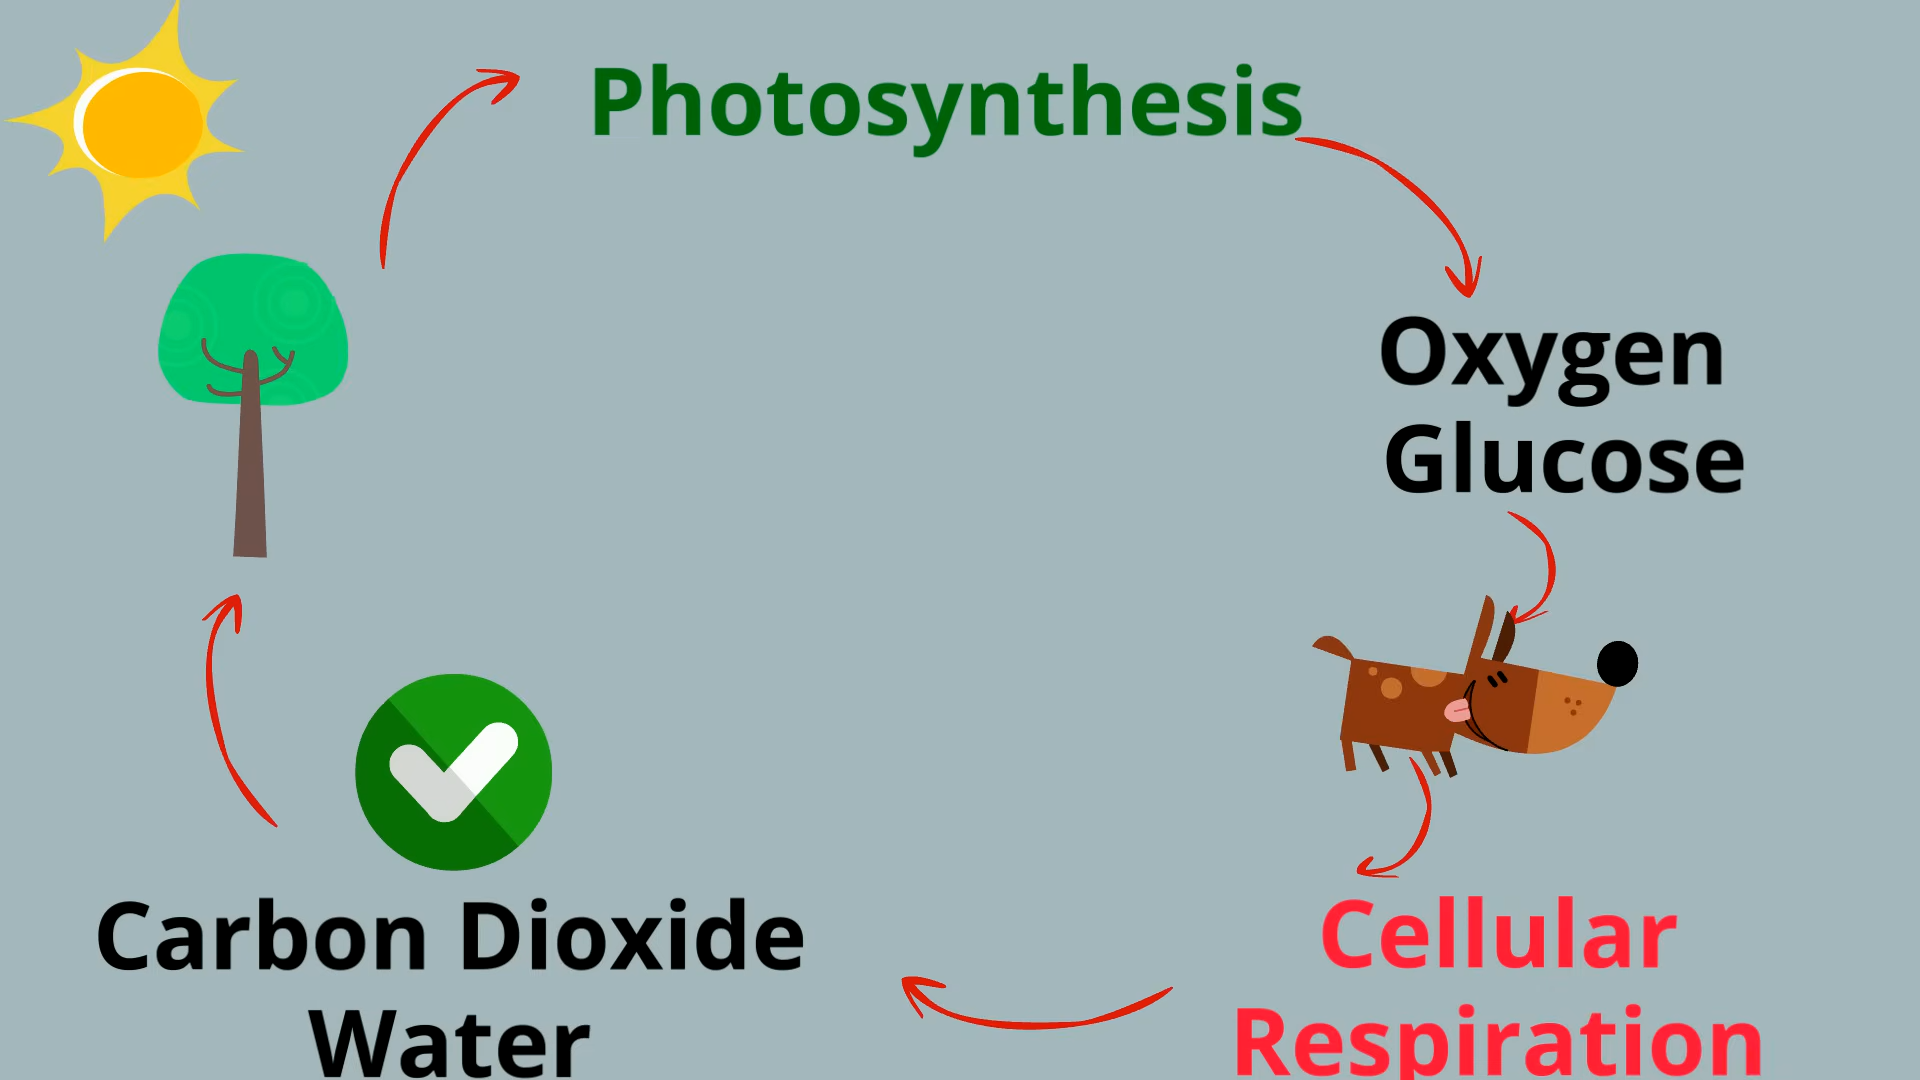 Photosynthesis
Oxygen
Glucose
Cellular
Respiration
Carbon Dioxide
Water